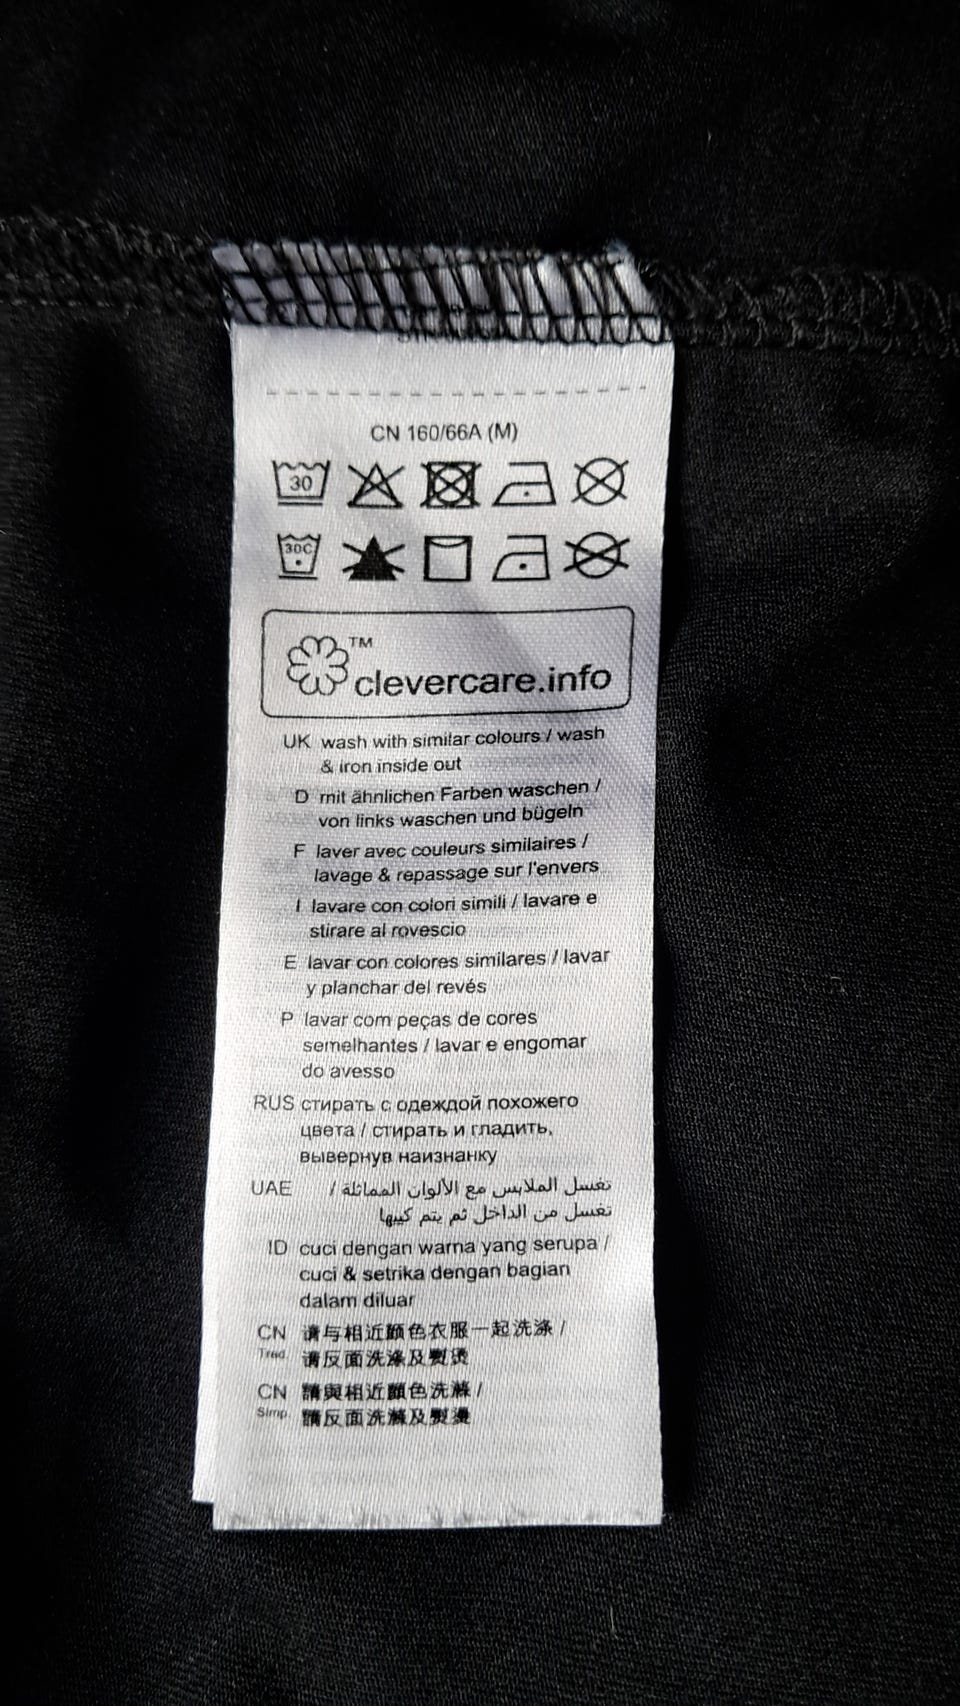 CN 160/66A (M)
30
30C
TM
clevercare.info
UK wash with similar colours / wash
& iron inside out
D mit ähnlichen Farben waschen /
von links waschen und bügeln
F laver avec couleurs similaires /
lavage & repassage sur l'envers
I lavare con colori simili / lavare e
stirare al rovescio
E lavar con colores similares / lavar
y planchar del revés
P lavar com peças de cores
semelhantes / lavar e engomar
do avesso
RUS стирать с одеждой похожего
цвета / стирать и гладить,
вывернув наизнанку
UAE تغسل الملابس مع الألوان المماثلة /
تغسل من الداخل ثم يتم كيها
ID cuci dengan warna yang serupa /
cuci & setrika dengan bagian
dalam diluar
CN 请与相近颜色衣服一起洗涤 /
Trad. 请反面洗涤及熨烫
CN 請與相近顏色洗滌 /
Simp. 請反面洗滌及熨燙